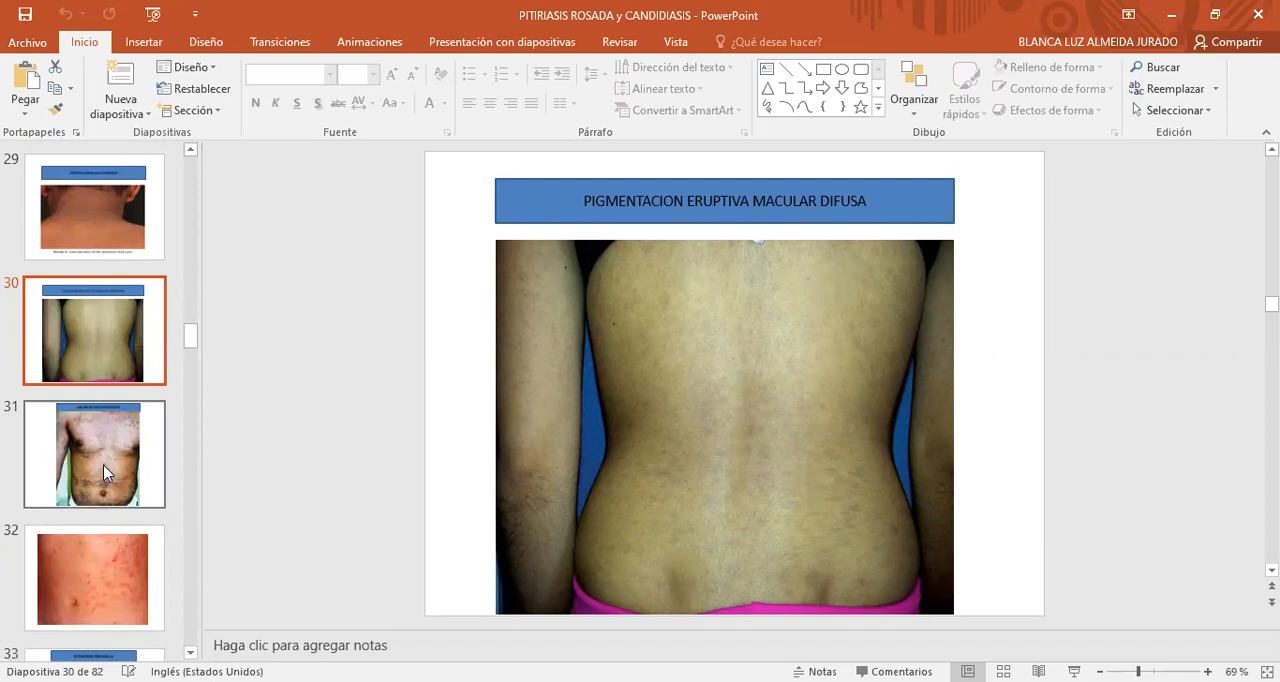 PITIRIASIS ROSADA y CANDIDIASIS - PowerPoint
Archivo Inicio Insertar Diseño Transiciones Animaciones Presentación con diapositivas Revisar Vista ¿Qué desea hacer? BLANCA LUZ ALMEIDA JURADO Compartir
Pegar
Nueva diapositiva
Diseño
Restablecer
Sección
N K S S abc AV Aa A
Dirección del texto
Alinear texto
Convertir a SmartArt
Organizar
Estilos rápidos
Relleno de forma
Contorno de forma
Efectos de forma
Buscar
Reemplazar
Seleccionar
Portapapeles Diapositivas Fuente Párrafo Dibujo Edición
29
30
31
32
33
PIGMENTACION ERUPTIVA MACULAR DIFUSA
Haga clic para agregar notas
Diapositiva 30 de 82 Inglés (Estados Unidos) Notas Comentarios 69 %